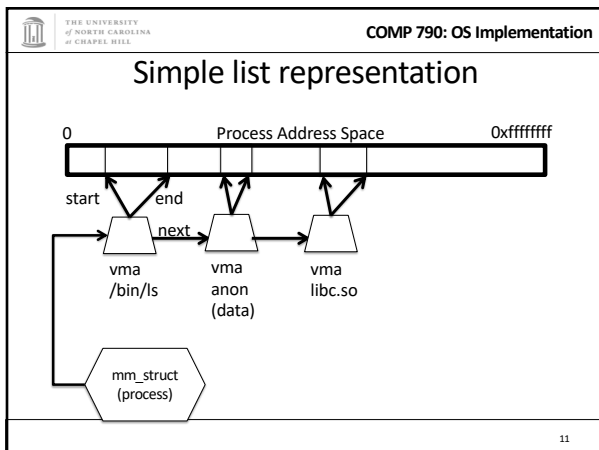 THE UNIVERSITY
of NORTH CAROLINA
at CHAPEL HILL
COMP 790: OS Implementation
Simple list representation
0
Process Address Space
0xffffffff
start
end
next
vma
/bin/ls
vma
anon
(data)
vma
libc.so
mm_struct
(process)
11